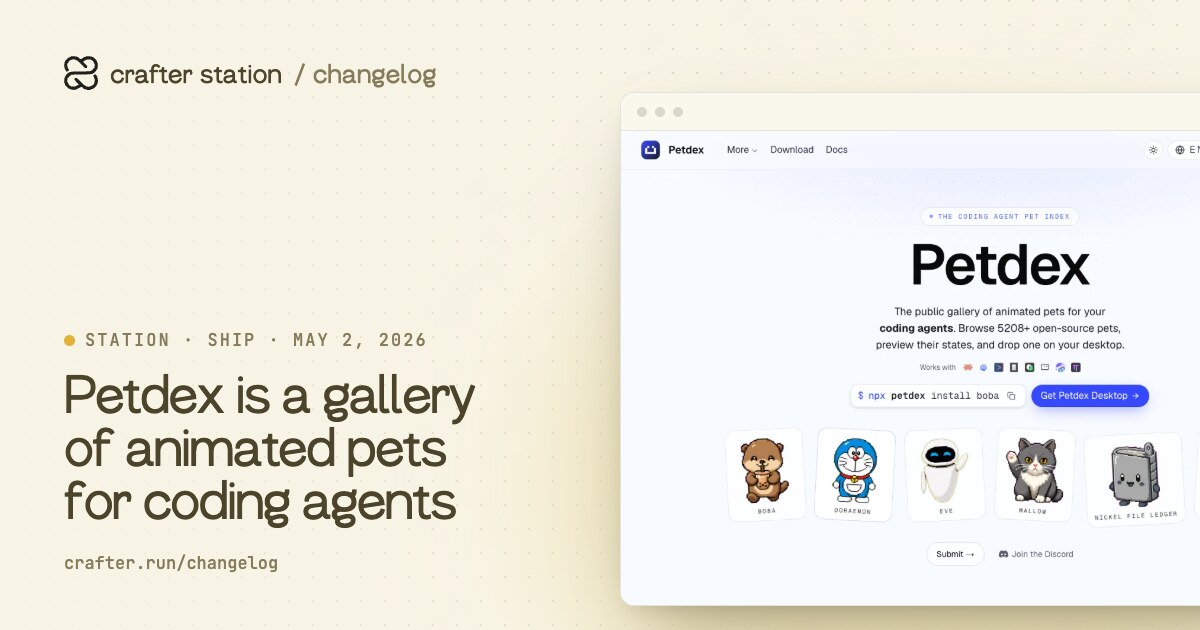 crafter station / changelog
STATION · SHIP · MAY 2, 2026
Petdex is a gallery
of animated pets
for coding agents
crafter.run/changelog
Petdex More Download Docs
THE CODING AGENT PET INDEX
Petdex
The public gallery of animated pets for your
coding agents. Browse 5208+ open-source pets,
preview their states, and drop one on your desktop.
Works with
$ npx petdex install boba
Get Petdex Desktop →
BOBA
DORAEMON
EVE
MALLOW
NICKEL FILE LEDGER
Submit →
Join the Discord